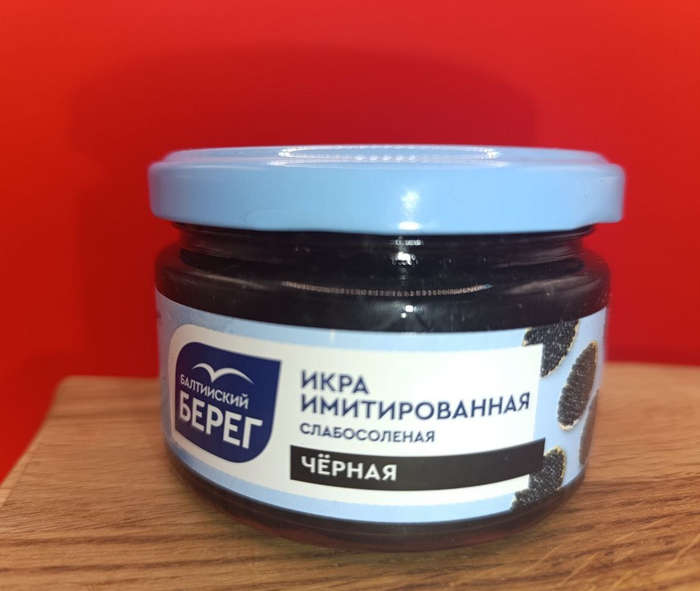 БАЛТИЙСКИЙ
БЕРЕГ
ИКРА
ИМИТИРОВАННАЯ
СЛАБОСОЛЕНАЯ
ЧЁРНАЯ